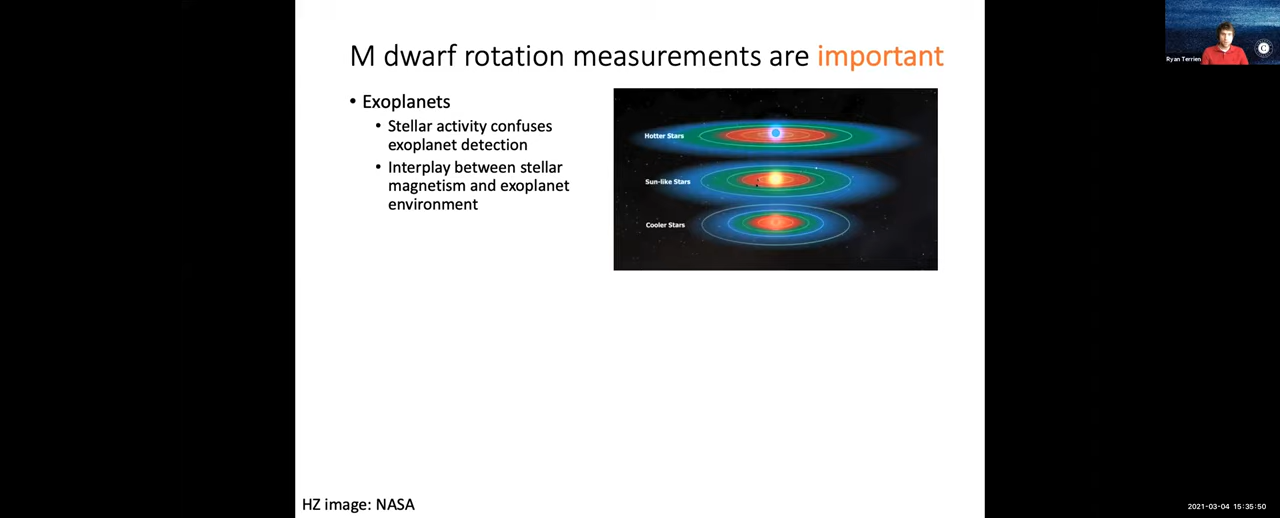 M dwarf rotation measurements are important
• Exoplanets
• Stellar activity confuses
exoplanet detection
• Interplay between stellar
magnetism and exoplanet
environment
Hotter Stars
Sun-like Stars
Cooler Stars
HZ image: NASA
Ryan Terrien
C
2021-03-04 15:35:50